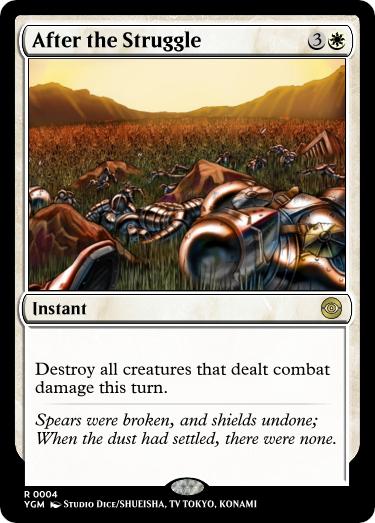 After the Struggle 3
Instant
Destroy all creatures that dealt combat
damage this turn.
Spears were broken, and shields undone;
When the dust had settled, there were none.
R 0004
YGM Studio Dice/SHUEISHA, TV TOKYO, KONAMI